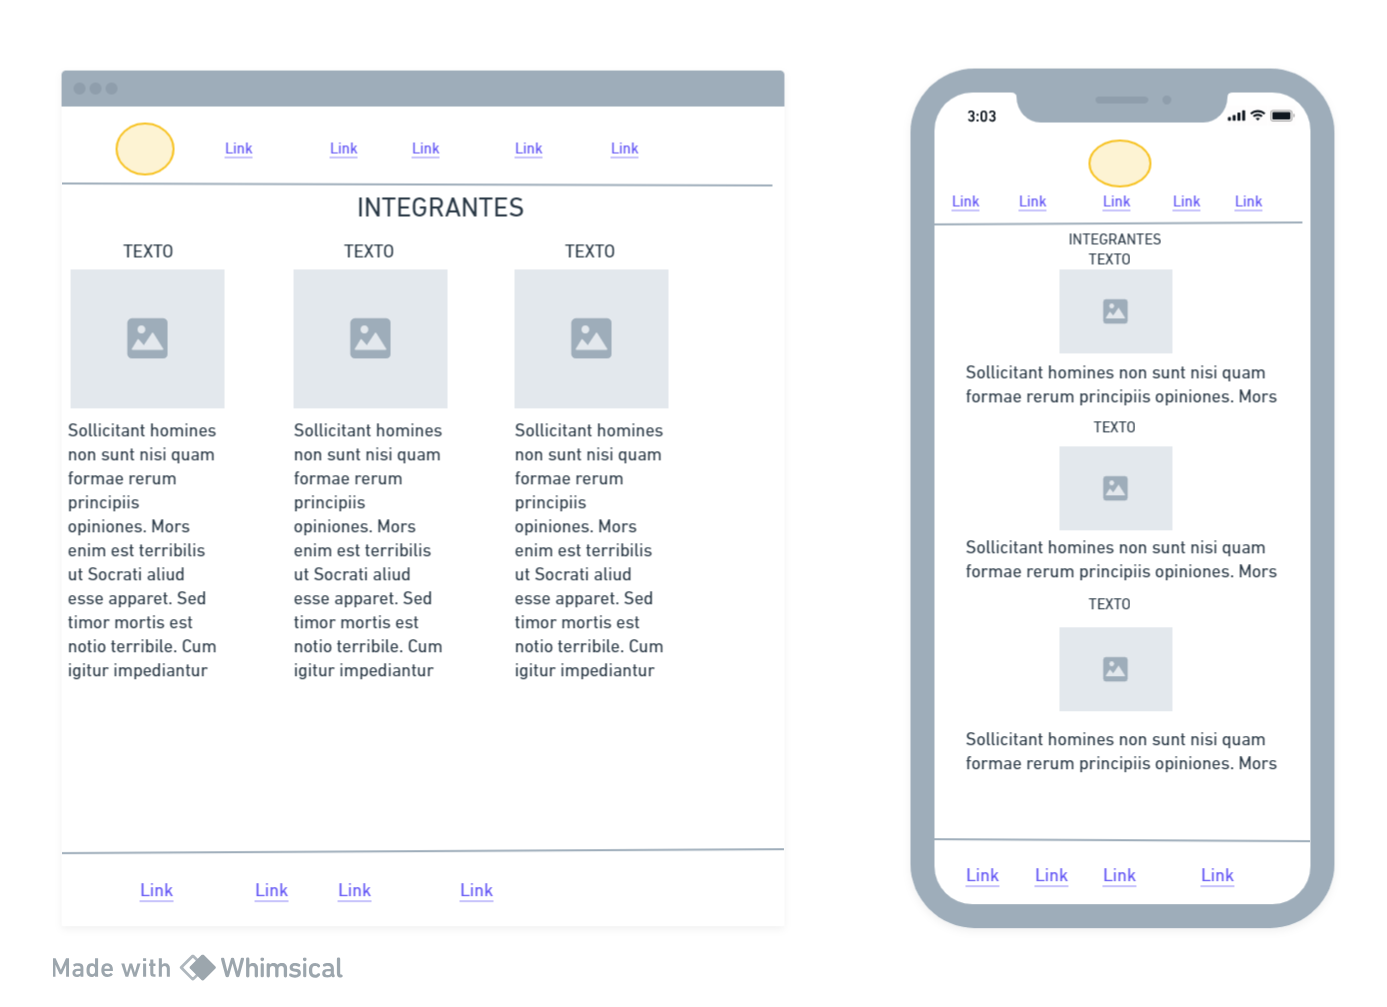 Link Link Link Link Link
INTEGRANTES
TEXTO TEXTO TEXTO
Sollicitant homines
non sunt nisi quam
formae rerum
principiis
opiniones. Mors
enim est terribilis
ut Socrati aliud
esse apparet. Sed
timor mortis est
notio terribile. Cum
igitur impediantur
Sollicitant homines
non sunt nisi quam
formae rerum
principiis
opiniones. Mors
enim est terribilis
ut Socrati aliud
esse apparet. Sed
timor mortis est
notio terribile. Cum
igitur impediantur
Sollicitant homines
non sunt nisi quam
formae rerum
principiis
opiniones. Mors
enim est terribilis
ut Socrati aliud
esse apparet. Sed
timor mortis est
notio terribile. Cum
igitur impediantur
Link Link Link Link
3:03
Link Link Link Link Link
INTEGRANTES
TEXTO
Sollicitant homines non sunt nisi quam
formae rerum principiis opiniones. Mors
TEXTO
Sollicitant homines non sunt nisi quam
formae rerum principiis opiniones. Mors
TEXTO
Sollicitant homines non sunt nisi quam
formae rerum principiis opiniones. Mors
Link Link Link Link
Made with Whimsical